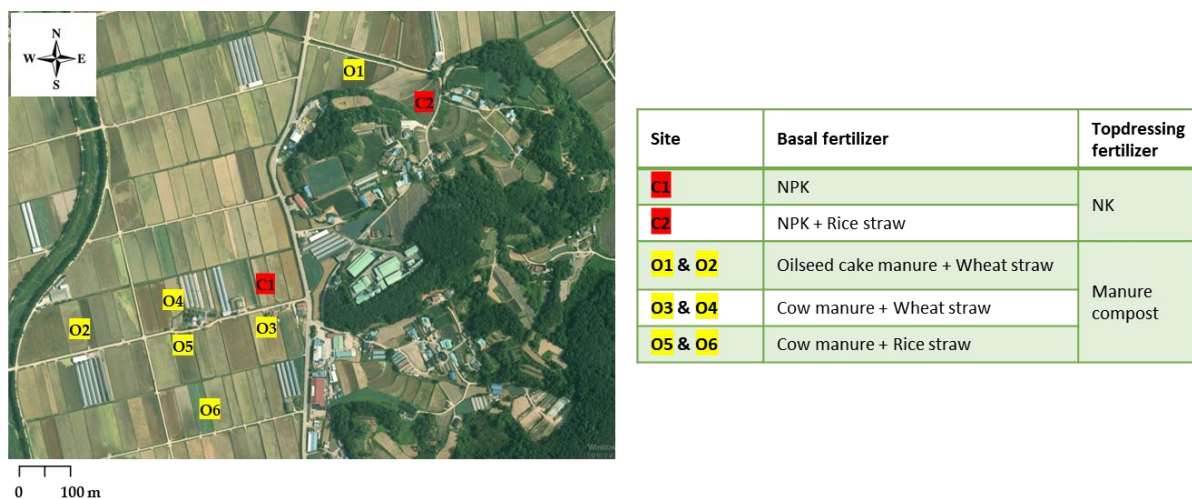 N
W E
S
O1
C2
C1
O4
O2
O3
O5
O6
Window
0 100 m
Site Basal fertilizer Topdressing fertilizer
C1 NPK NK
C2 NPK + Rice straw
O1 & O2 Oilseed cake manure + Wheat straw Manure compost
O3 & O4 Cow manure + Wheat straw
O5 & O6 Cow manure + Rice straw